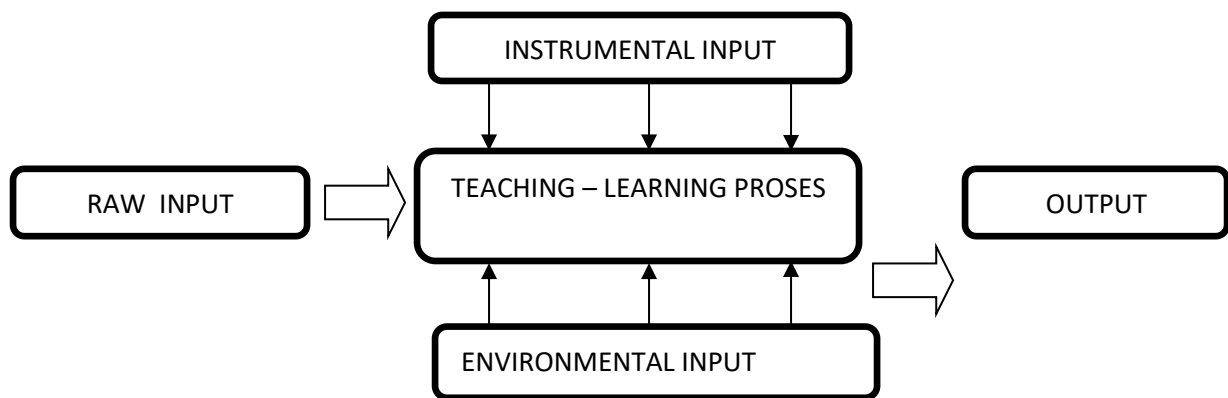 INSTRUMENTAL INPUT
TEACHING – LEARNING PROSES
RAW  INPUT
OUTPUT
ENVIRONMENTAL INPUT